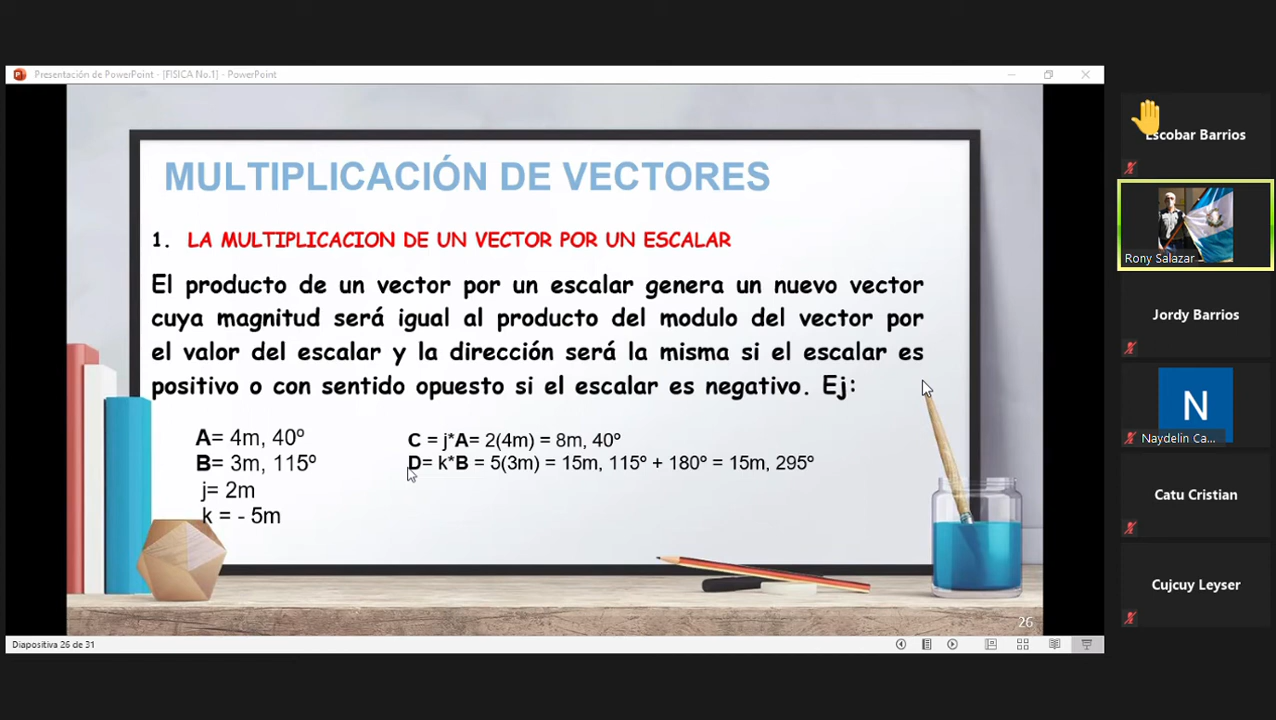 Presentación de PowerPoint - [FISICA No.1] - PowerPoint
MULTIPLICACIÓN DE VECTORES
1. LA MULTIPLICACION DE UN VECTOR POR UN ESCALAR
El producto de un vector por un escalar genera un nuevo vector
cuya magnitud será igual al producto del modulo del vector por
el valor del escalar y la dirección será la misma si el escalar es
positivo o con sentido opuesto si el escalar es negativo. Ej:
A= 4m, 40º
B= 3m, 115º
j= 2m
k = - 5m
C = j*A= 2(4m) = 8m, 40º
D= k*B = 5(3m) = 15m, 115º + 180º = 15m, 295º
26
Diapositiva 26 de 31
Escobar Barrios
Rony Salazar
Jordy Barrios
N
Naydelin Ca...
Catu Cristian
Cujcuy Leyser